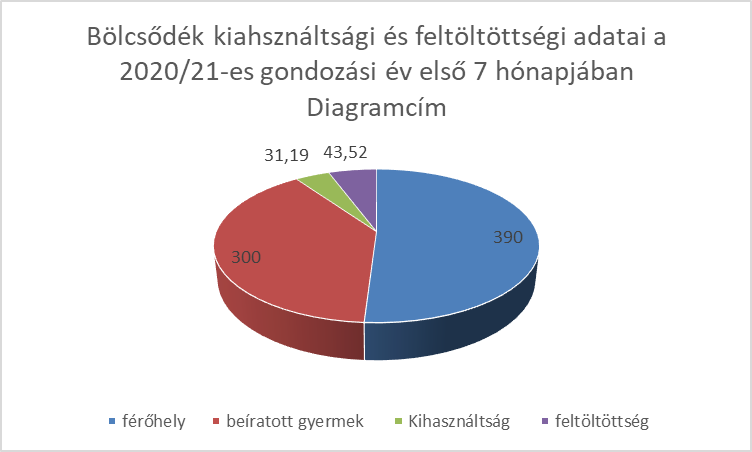 Bölcsődék kiahsználtsági és feltöltöttségi adatai a
2020/21-es gondozási év első 7 hónapjában
Diagramcím
31,19
43,52
390
300
férőhely
beíratott gyermek
Kihasználtság
feltöltöttség